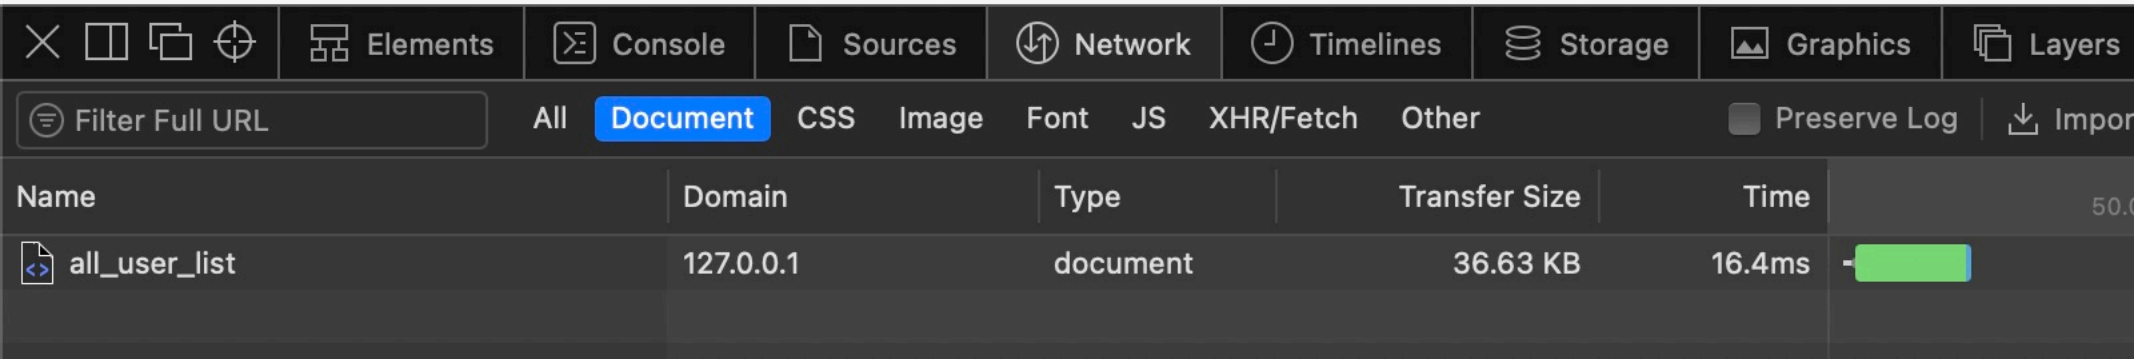 Elements Console Sources Network Timelines Storage Graphics Layers
Filter Full URL All Document CSS Image Font JS XHR/Fetch Other Preserve Log
Name Domain Type Transfer Size Time
all_user_list 127.0.0.1 document 36.63 KB 16.4ms